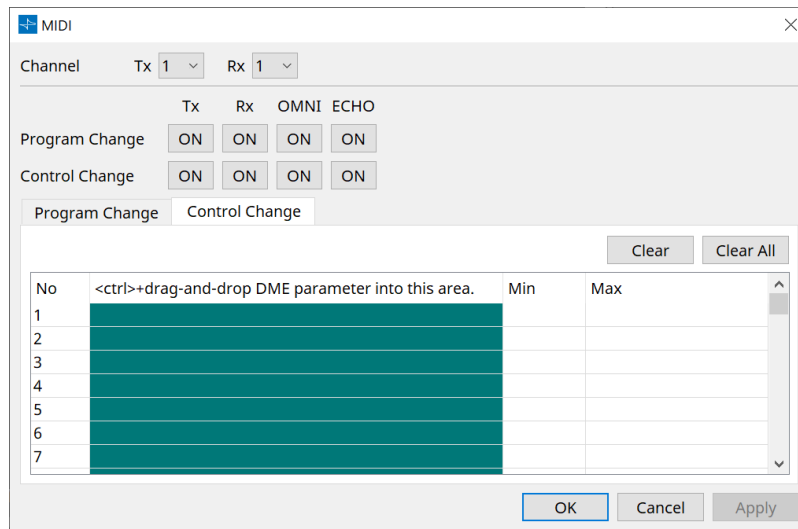 MIDI
Channel Tx 1 Rx 1
Tx Rx OMNI ECHO
Program Change ON ON ON ON
Control Change ON ON ON ON
Program Change Control Change
Clear Clear All
No <ctrl>+drag-and-drop DME parameter into this area. Min Max
1
2
3
4
5
6
7
OK Cancel Apply